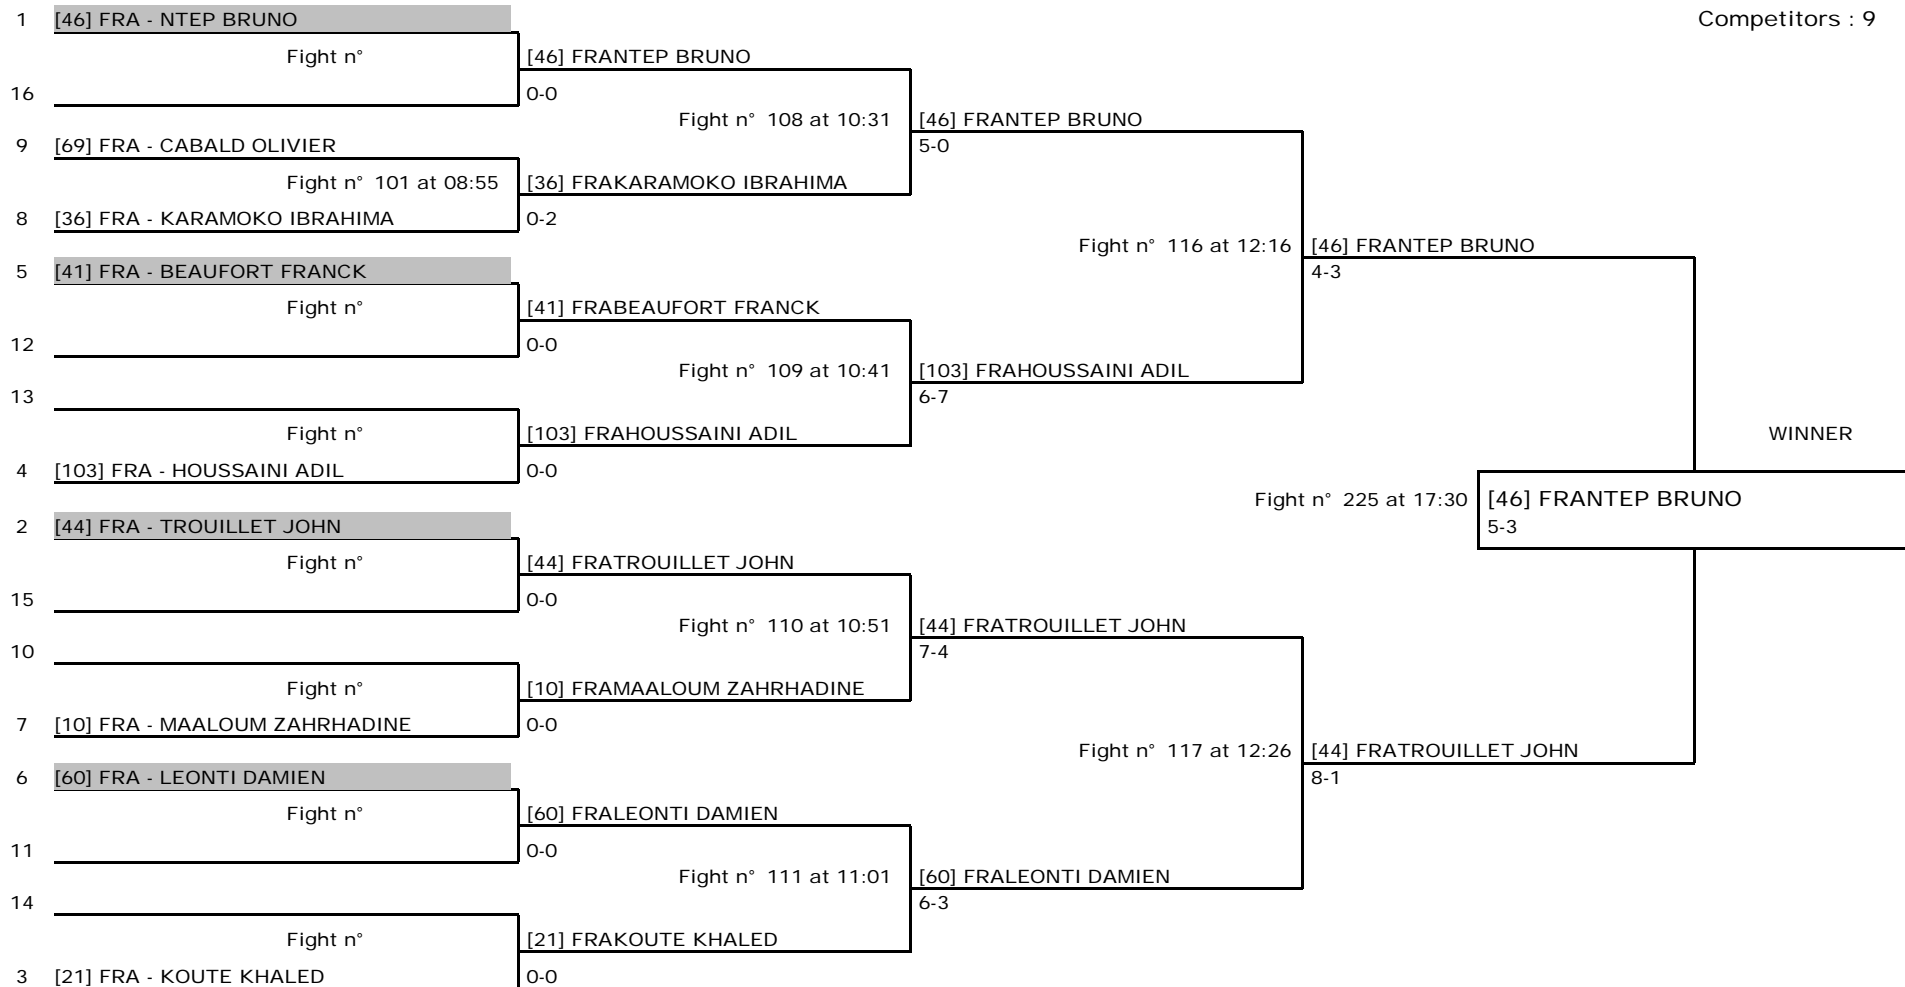 Competitors : 9
1 [46] FRA - NTEP BRUNO
Fight n°
[46] FRANTEP BRUNO
16
0-0
Fight n° 108 at 10:31
[46] FRANTEP BRUNO
5-0
9 [69] FRA - CABALD OLIVIER
Fight n° 101 at 08:55
[36] FRAKARAMOKO IBRAHIMA
8 [36] FRA - KARAMOKO IBRAHIMA
0-2
Fight n° 116 at 12:16
[46] FRANTEP BRUNO
4-3
5 [41] FRA - BEAUFORT FRANCK
Fight n°
[41] FRABEAUFORT FRANCK
12
0-0
Fight n° 109 at 10:41
[103] FRAHOUSSAINI ADIL
6-7
13
Fight n°
[103] FRAHOUSSAINI ADIL
4 [103] FRA - HOUSSAINI ADIL
0-0
WINNER
Fight n° 225 at 17:30
[46] FRANTEP BRUNO
5-3
2 [44] FRA - TROUILLET JOHN
Fight n°
[44] FRATROUILLET JOHN
15
0-0
Fight n° 110 at 10:51
[44] FRATROUILLET JOHN
7-4
10
Fight n°
[10] FRAMAALOUM ZAHRHADINE
7 [10] FRA - MAALOUM ZAHRHADINE
0-0
Fight n° 117 at 12:26
[44] FRATROUILLET JOHN
8-1
6 [60] FRA - LEONTI DAMIEN
Fight n°
[60] FRALEONTI DAMIEN
11
0-0
Fight n° 111 at 11:01
[60] FRALEONTI DAMIEN
6-3
14
Fight n°
[21] FRAKOUTE KHALED
3 [21] FRA - KOUTE KHALED
0-0